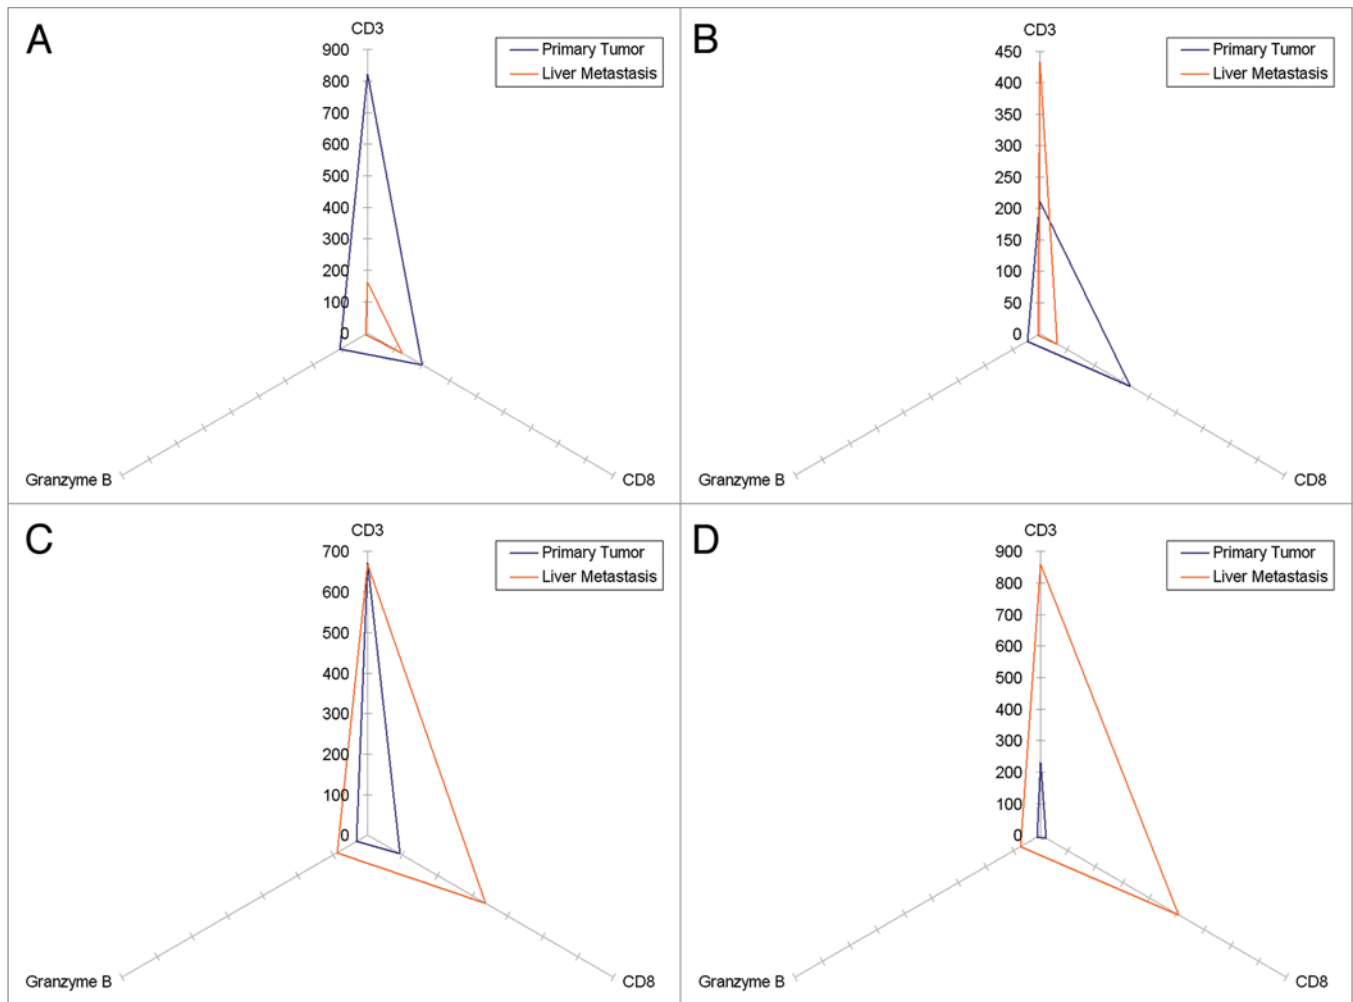 A
CD3
Primary Tumor
Liver Metastasis
900
800
700
600
500
400
300
200
100
0
Granzyme B
CD8
B
CD3
Primary Tumor
Liver Metastasis
450
400
350
300
250
200
150
100
50
0
Granzyme B
CD8
C
CD3
Primary Tumor
Liver Metastasis
700
600
500
400
300
200
100
0
Granzyme B
CD8
D
CD3
Primary Tumor
Liver Metastasis
900
800
700
600
500
400
300
200
100
0
Granzyme B
CD8